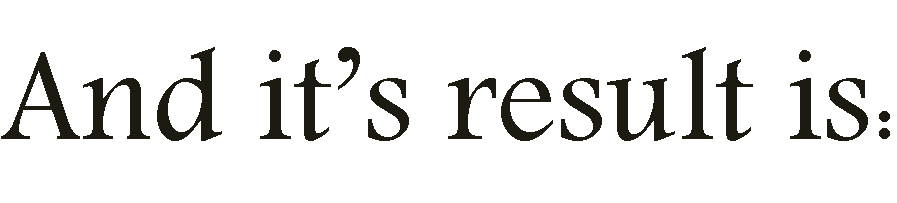 And it’s result is: